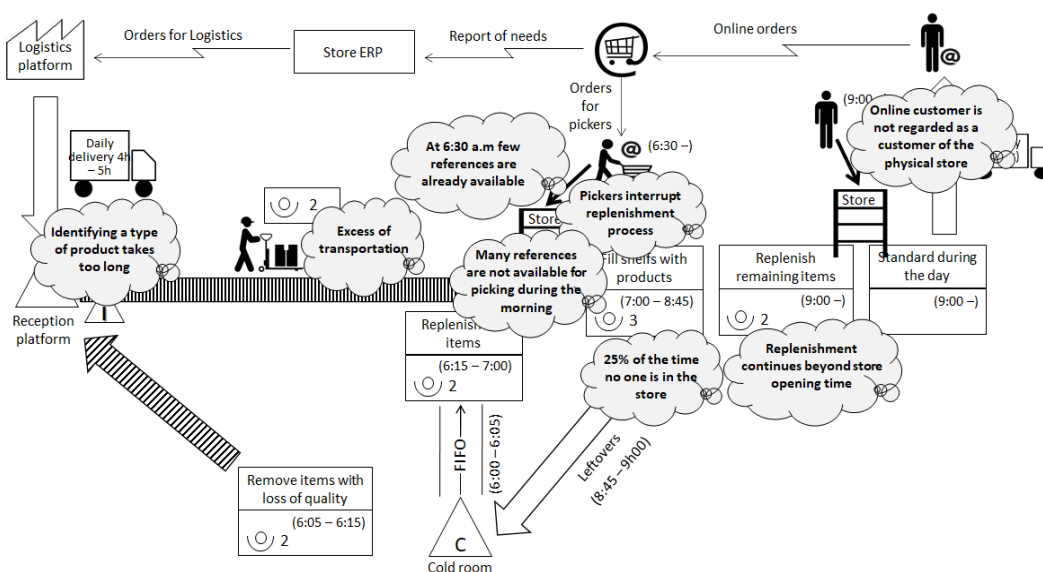 Orders for Logistics
Report of needs
Online orders
Logistics
platform
Store ERP
@
Orders
for
pickers
@
(6:30 –)
(9:00
Online customer is
not regarded as a
customer of the
physical store
Daily
delivery 4h
– 5h
At 6:30 a.m few
references are
already available
Pickers interrupt
replenishment
process
Store
Store
2
Identifying a type
of product takes
too long
Excess of
transportation
Many references
are not available for
picking during the
morning
Fill shelfs with
products
(7:00 – 8:45)
3
Replenish
remaining items
(9:00 –)
2
Standard during
the day
(9:00 –)
I
Reception
platform
Replenish
items
(6:15 – 7:00)
2
25% of the time
no one is in the
store
Replenishment
continues beyond store
opening time
FIFO
(6:00 – 6:05)
Leftovers
(8:45 – 9h00)
Remove items with
loss of quality
(6:05 – 6:15)
2
C
Cold room